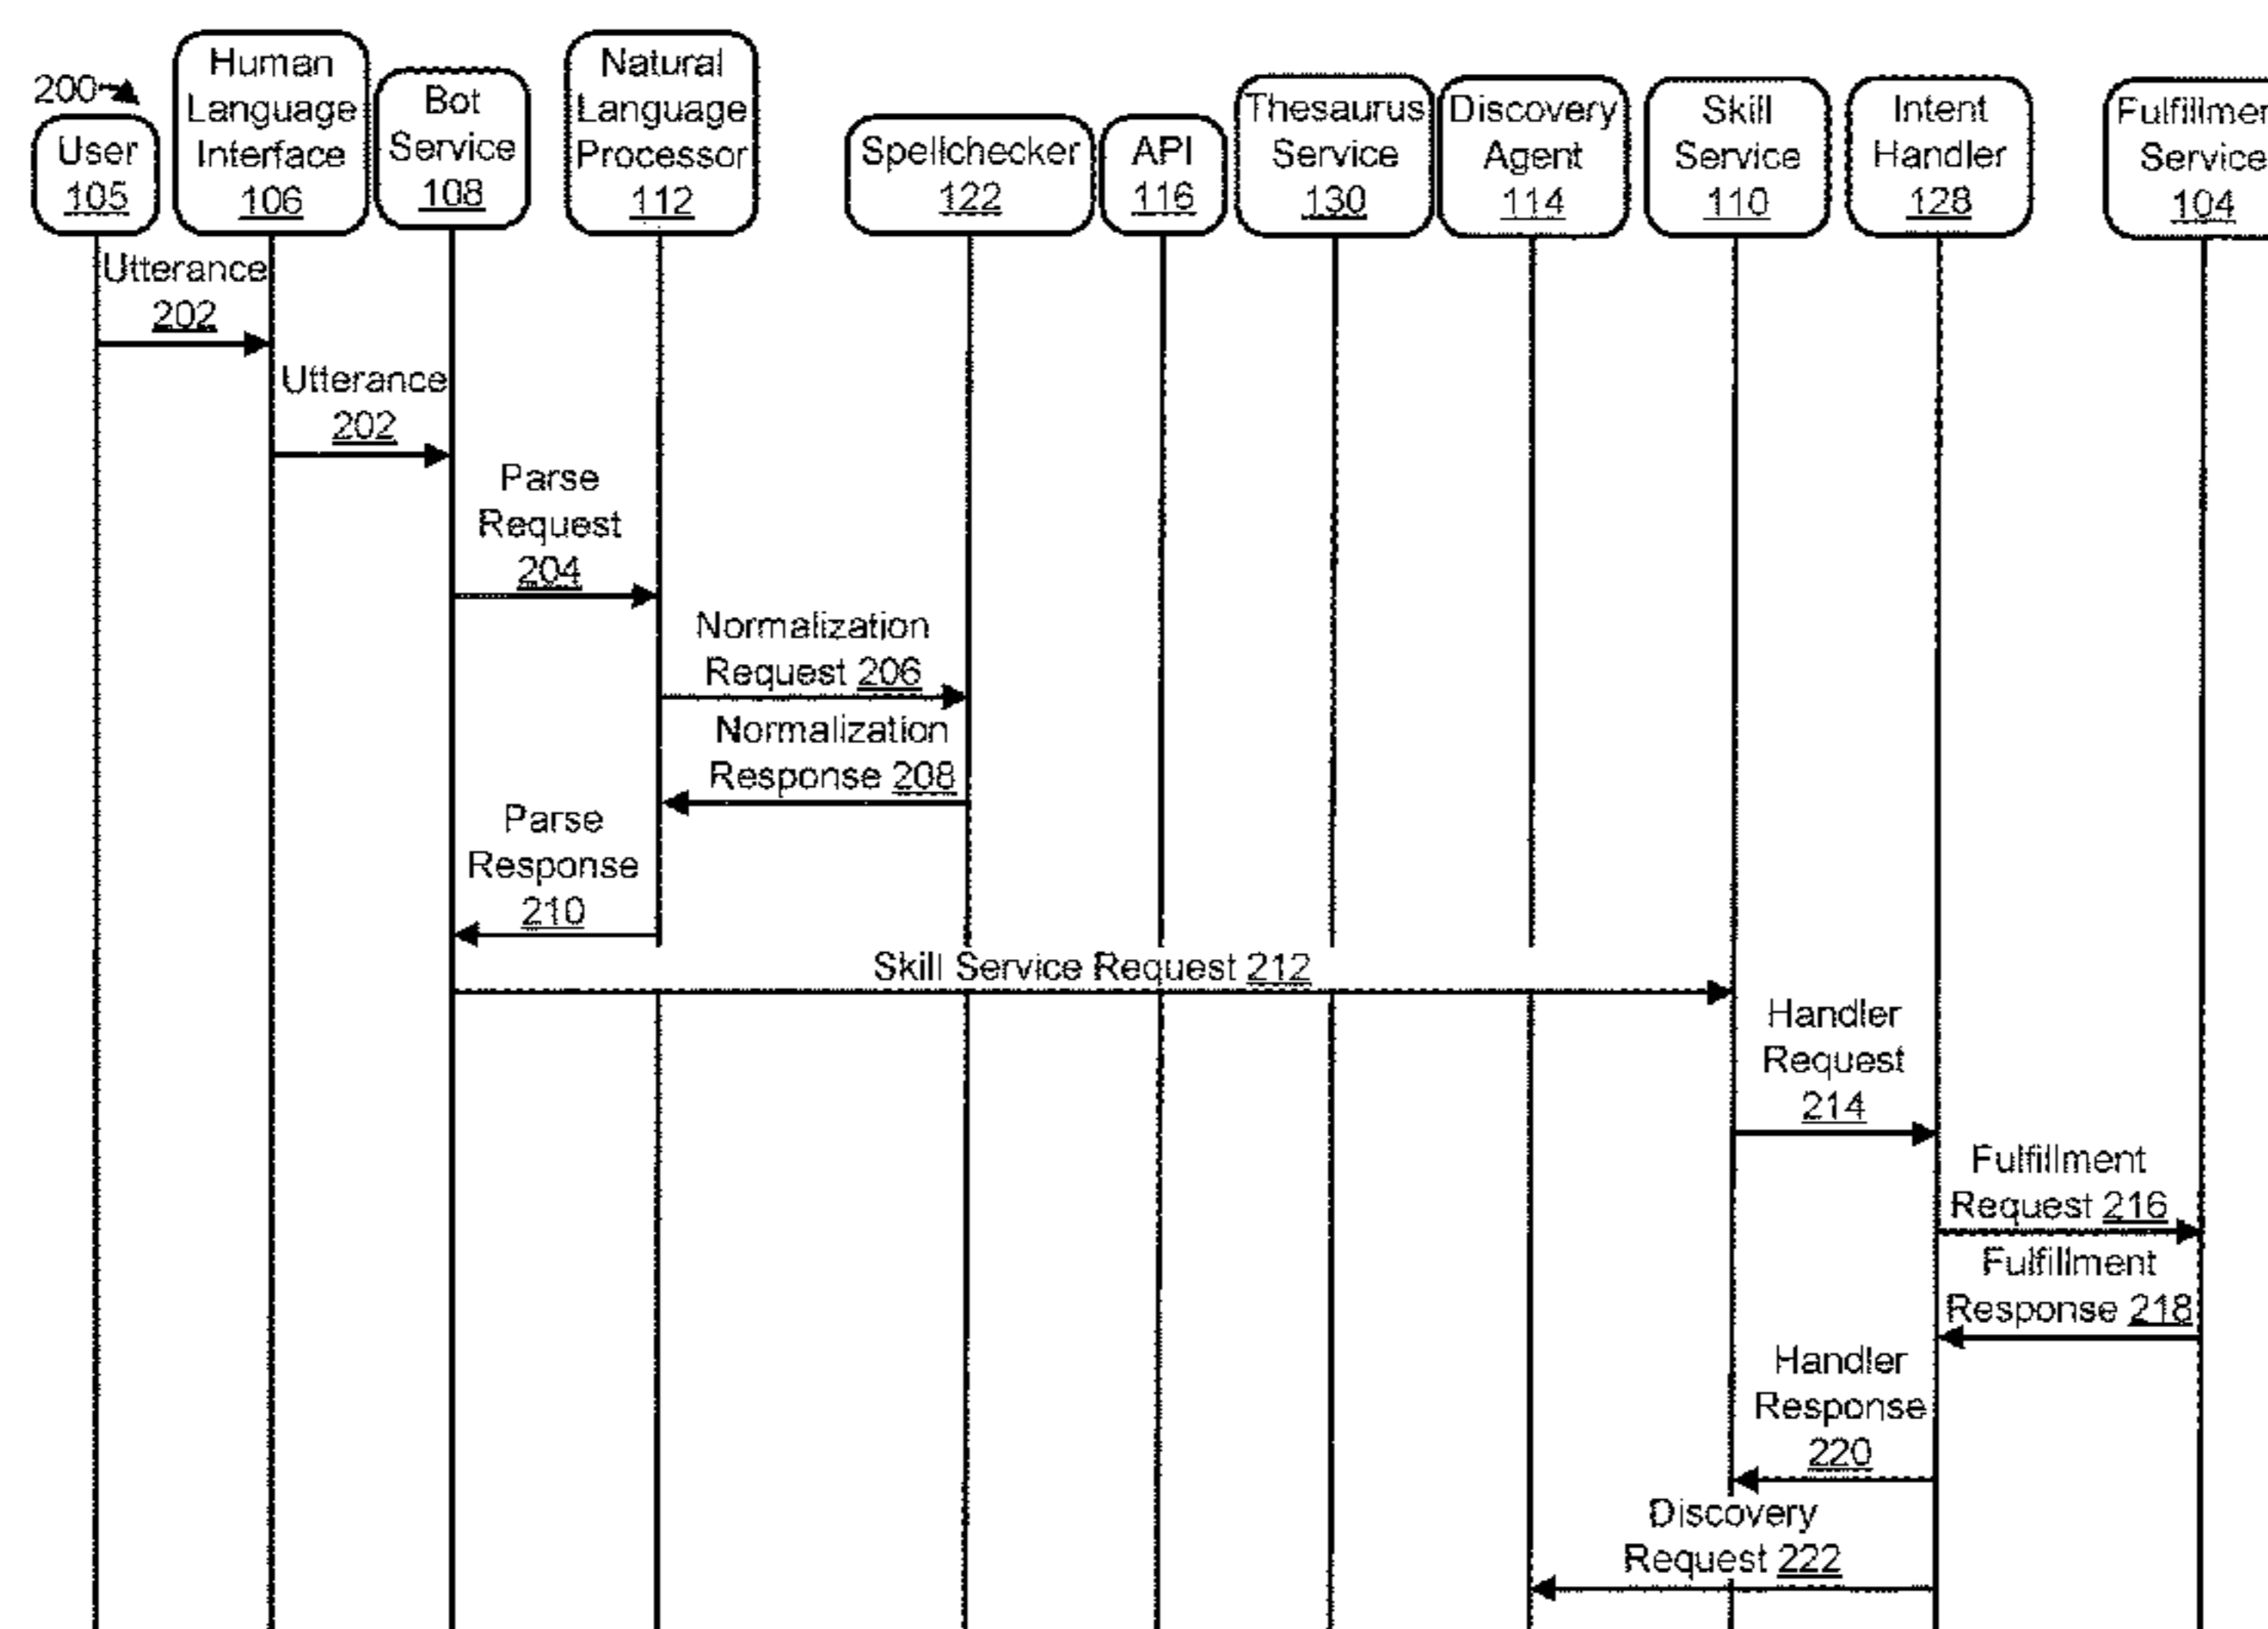 200
User
105
Human
Language
Interface
106
Bot
Service
108
Natural
Language
Processor
112
Spellchecker
122
API
116
Thesaurus
Service
130
Discovery
Agent
114
Skill
Service
110
Intent
Handler
128
Fulfillmen
Service
104
Utterance
202
Utterance
202
Parse
Request
204
Normalization
Request 206
Normalization
Response 208
Parse
Response
210
Skill Service Request 212
Handler
Request
214
Fulfillment
Request 216
Fulfillment
Response 218
Handler
Response
220
Discovery
Request 222